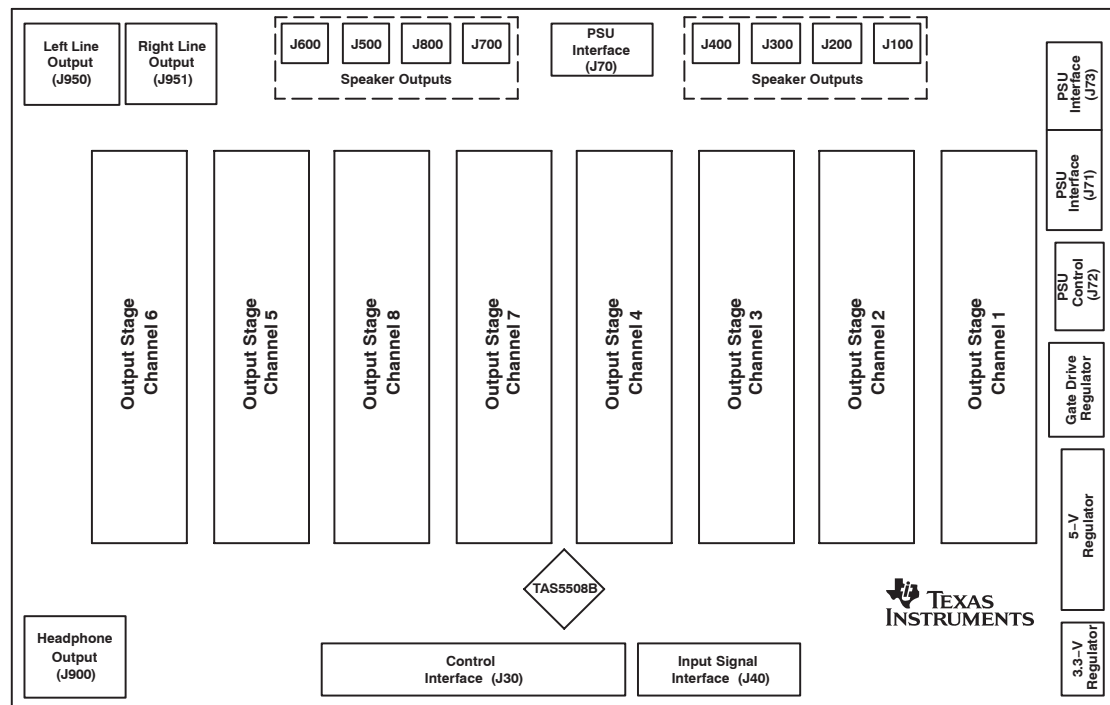 Left Line
Output
(J950)
Right Line
Output
(J951)
J600
J500
J800
J700
Speaker Outputs
PSU
Interface
(J70)
J400
J300
J200
J100
Speaker Outputs
PSU
Interface
(J73)
PSU
Interface
(J71)
PSU
Control
(J72)
Gate Drive
Regulator
5−V
Regulator
3.3−V
Regulator
Output Stage
Channel 6
Output Stage
Channel 5
Output Stage
Channel 8
Output Stage
Channel 7
Output Stage
Channel 4
Output Stage
Channel 3
Output Stage
Channel 2
Output Stage
Channel 1
TAS5508B
TEXAS
INSTRUMENTS
Headphone
Output
(J900)
Control
Interface (J30)
Input Signal
Interface (J40)